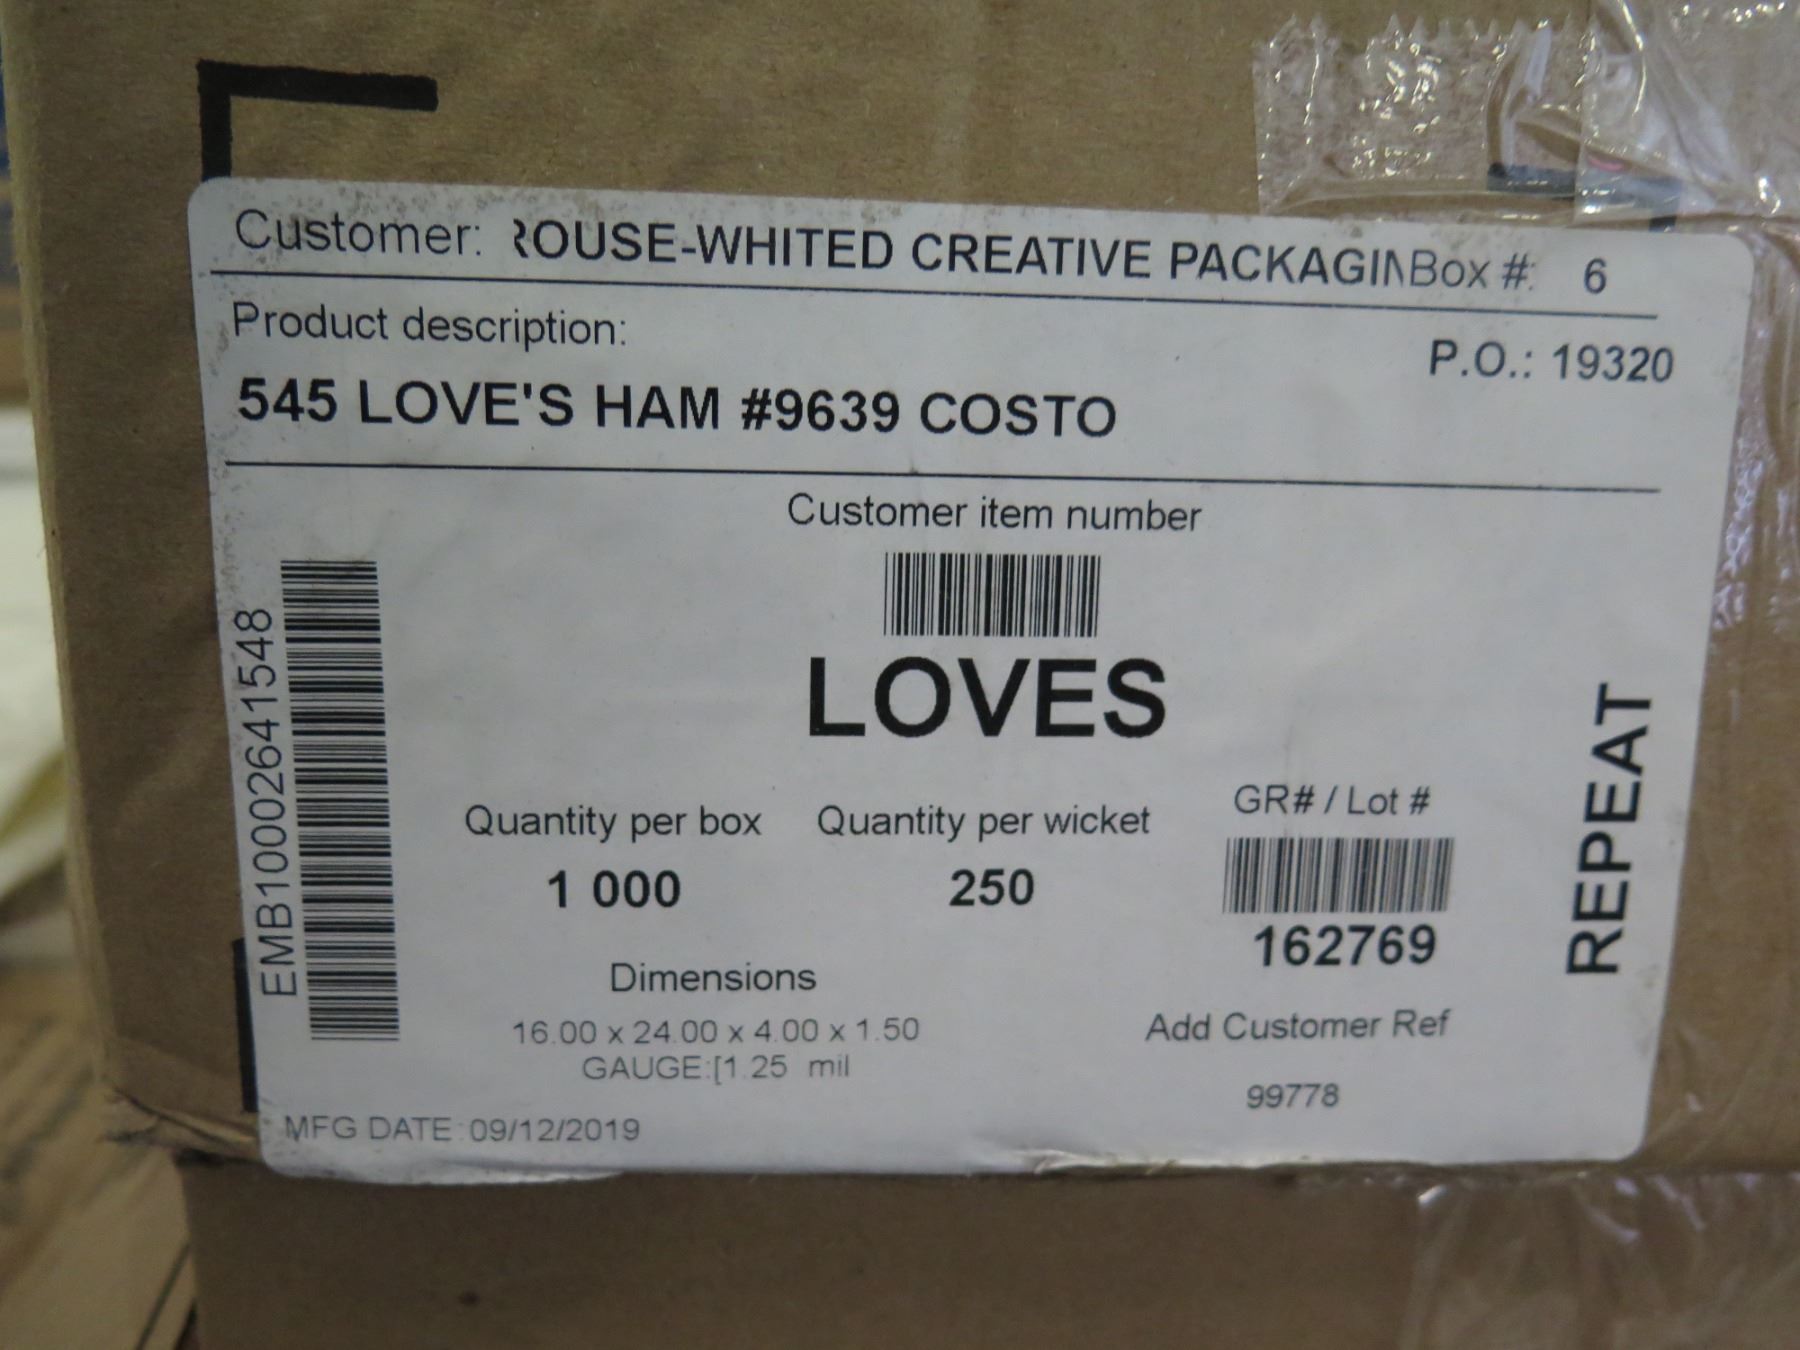 Customer: ROUSE-WHITED CREATIVE PACKAGIN Box #: 6
Product description:
P.O.: 19320
545 LOVE'S HAM #9639 COSTO
Customer item number
LOVES
EMB10002641548
Quantity per box
1 000
Quantity per wicket
250
GR# / Lot #
162769
REPEAT
Dimensions
16.00 x 24.00 x 4.00 x 1.50
GAUGE:[1.25 mil
Add Customer Ref
99778
MFG DATE:09/12/2019